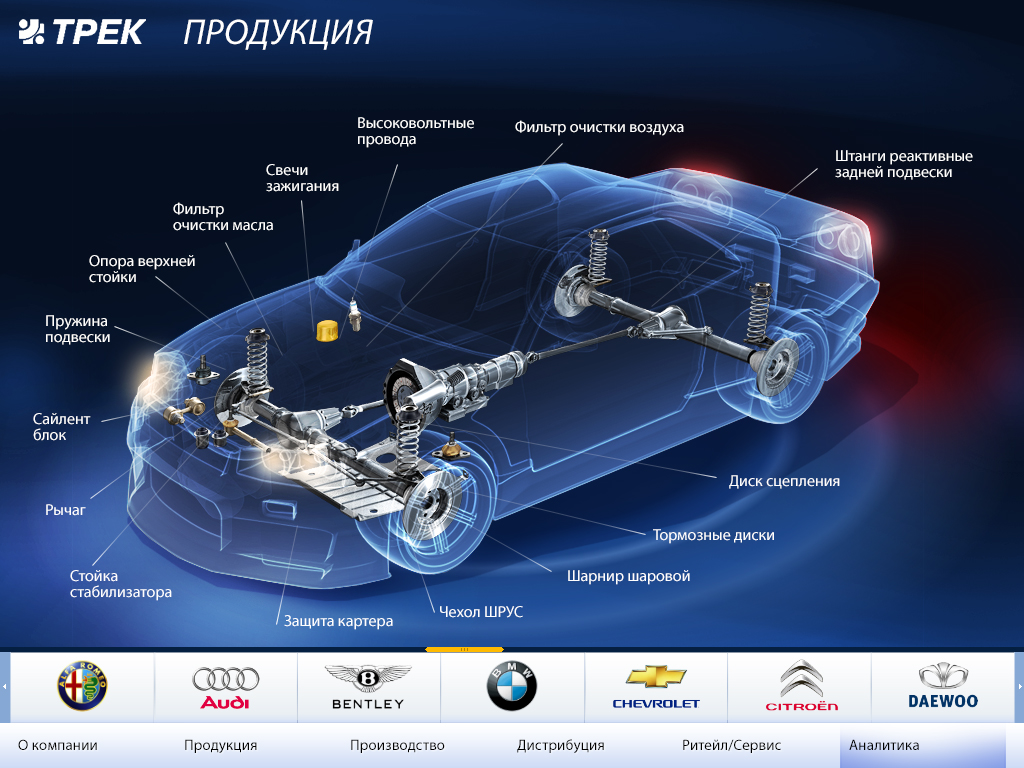 ТРЕК ПРОДУКЦИЯ
Высоковольтные
провода
Фильтр очистки воздуха
Штанги реактивные
задней подвески
Свечи
зажигания
Фильтр
очистки масла
Опора верхней
стойки
Пружина
подвески
Сайлент
блок
Рычаг
Стойка
стабилизатора
Защита картера
Чехол ШРУС
Шарнир шаровой
Тормозные диски
Диск сцепления
ALFA ROMEO
Audi
B
BENTLEY
BMW
CHEVROLET
CITROËN
DAEWOO
О компании Продукция Производство Дистрибуция Ритейл/Сервис Аналитика